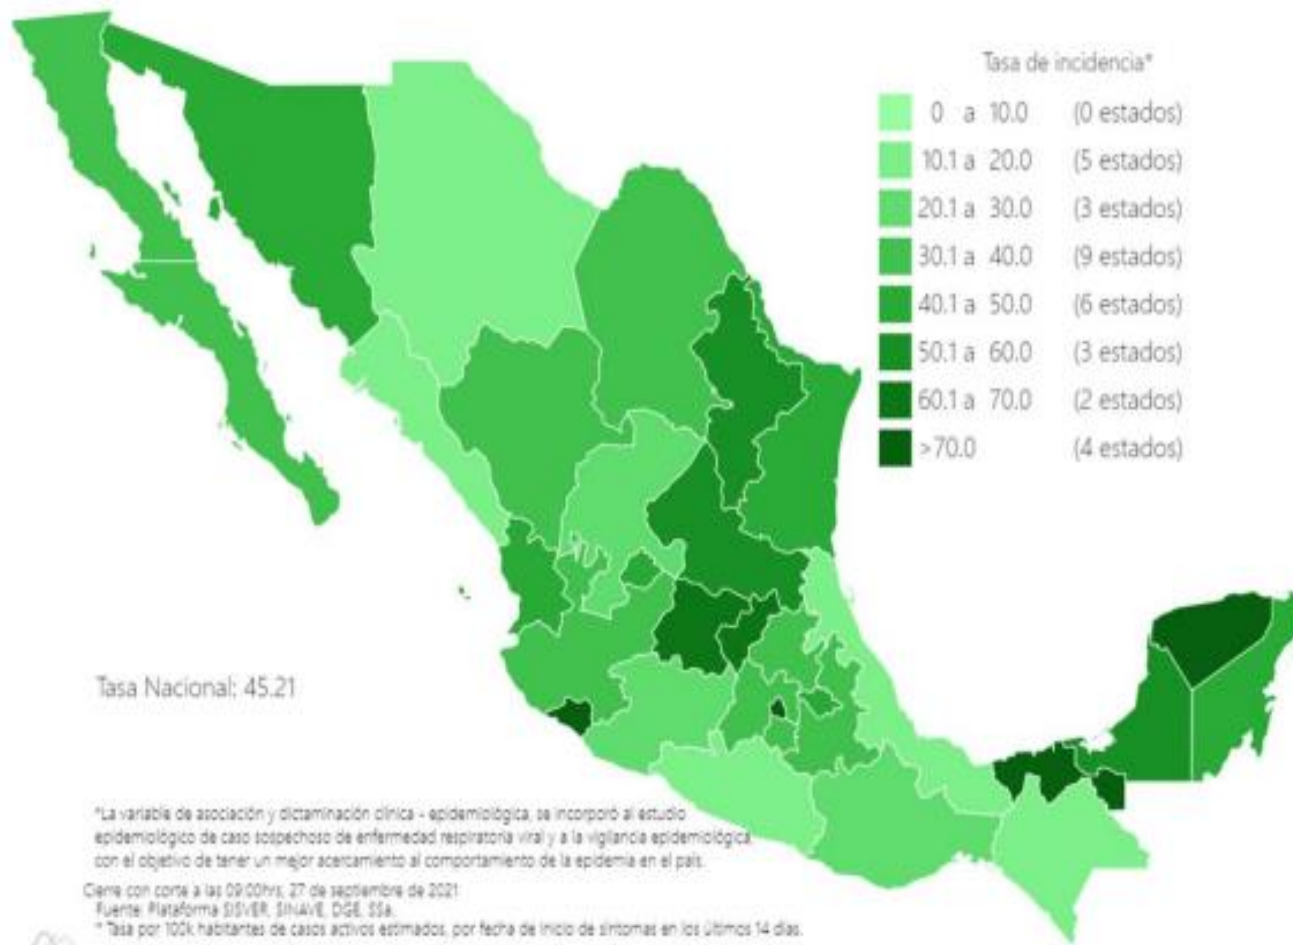 Tasa de incidencia*
0 a 10.0 (0 estados)
10.1 a 20.0 (5 estados)
20.1 a 30.0 (3 estados)
30.1 a 40.0 (9 estados)
40.1 a 50.0 (6 estados)
50.1 a 60.0 (3 estados)
60.1 a 70.0 (2 estados)
>70.0 (4 estados)
Tasa Nacional: 45.21
*La variable de asociación y dictaminación clínica - epidemiológica, se incorporó al estudio
epidemiológico de caso sospechoso de enfermedad respiratoria viral y a la vigilancia epidemiológica
con el objetivo de tener un mejor acercamiento al comportamiento de la epidemia en el país.
Cierre con corte a las 09:00hrs, 27 de septiembre de 2021
Fuente: Plataforma SISVER, SINAVE, DGE, SSa.
* Tasa por 100k habitantes de casos activos estimados, por fecha de inicio de síntomas en los últimos 14 días.